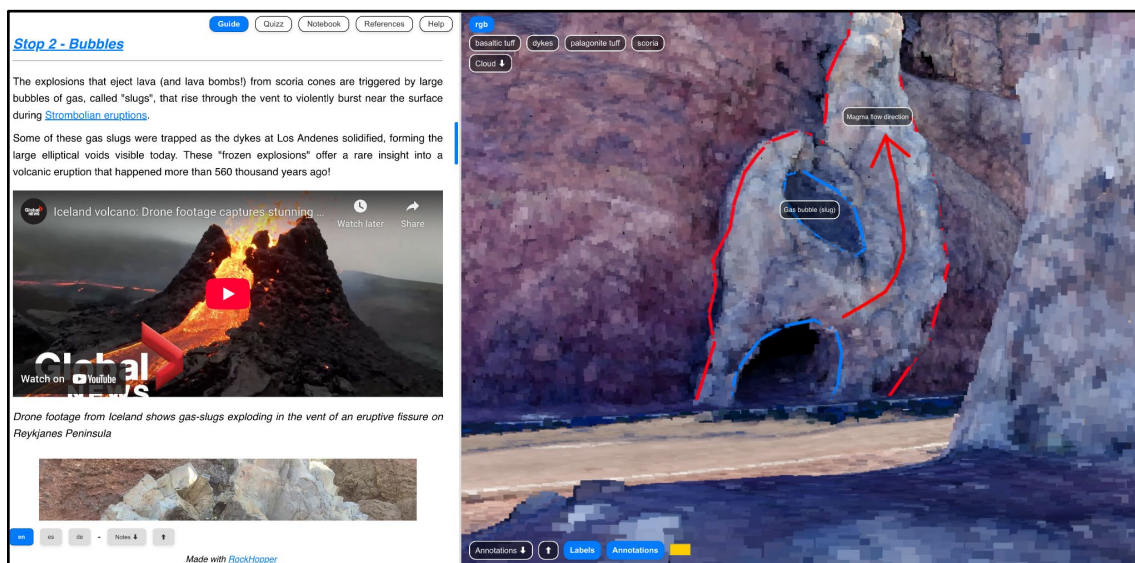 Guide Quizz Notebook References Help
Stop 2 - Bubbles
The explosions that eject lava (and lava bombs!) from scoria cones are triggered by large
bubbles of gas, called "slugs", that rise through the vent to violently burst near the surface
during Strombolian eruptions.
Some of these gas slugs were trapped as the dykes at Los Andenes solidified, forming the
large elliptical voids visible today. These "frozen explosions" offer a rare insight into a
volcanic eruption that happened more than 560 thousand years ago!
Global NEWS
Iceland volcano: Drone footage captures stunning ...
Watch later Share
Global
NEWS
Watch on YouTube
Drone footage from Iceland shows gas-slugs exploding in the vent of an eruptive fissure on
Reykjanes Peninsula
en es de - Notes ⬇ ⬆
Made with RockHopper
rgb
basaltic tuff dykes palagonite tuff scoria
Cloud ⬇
Magma flow direction
Gas bubble (slug)
Annotations ⬇ ⬆ Labels Annotations